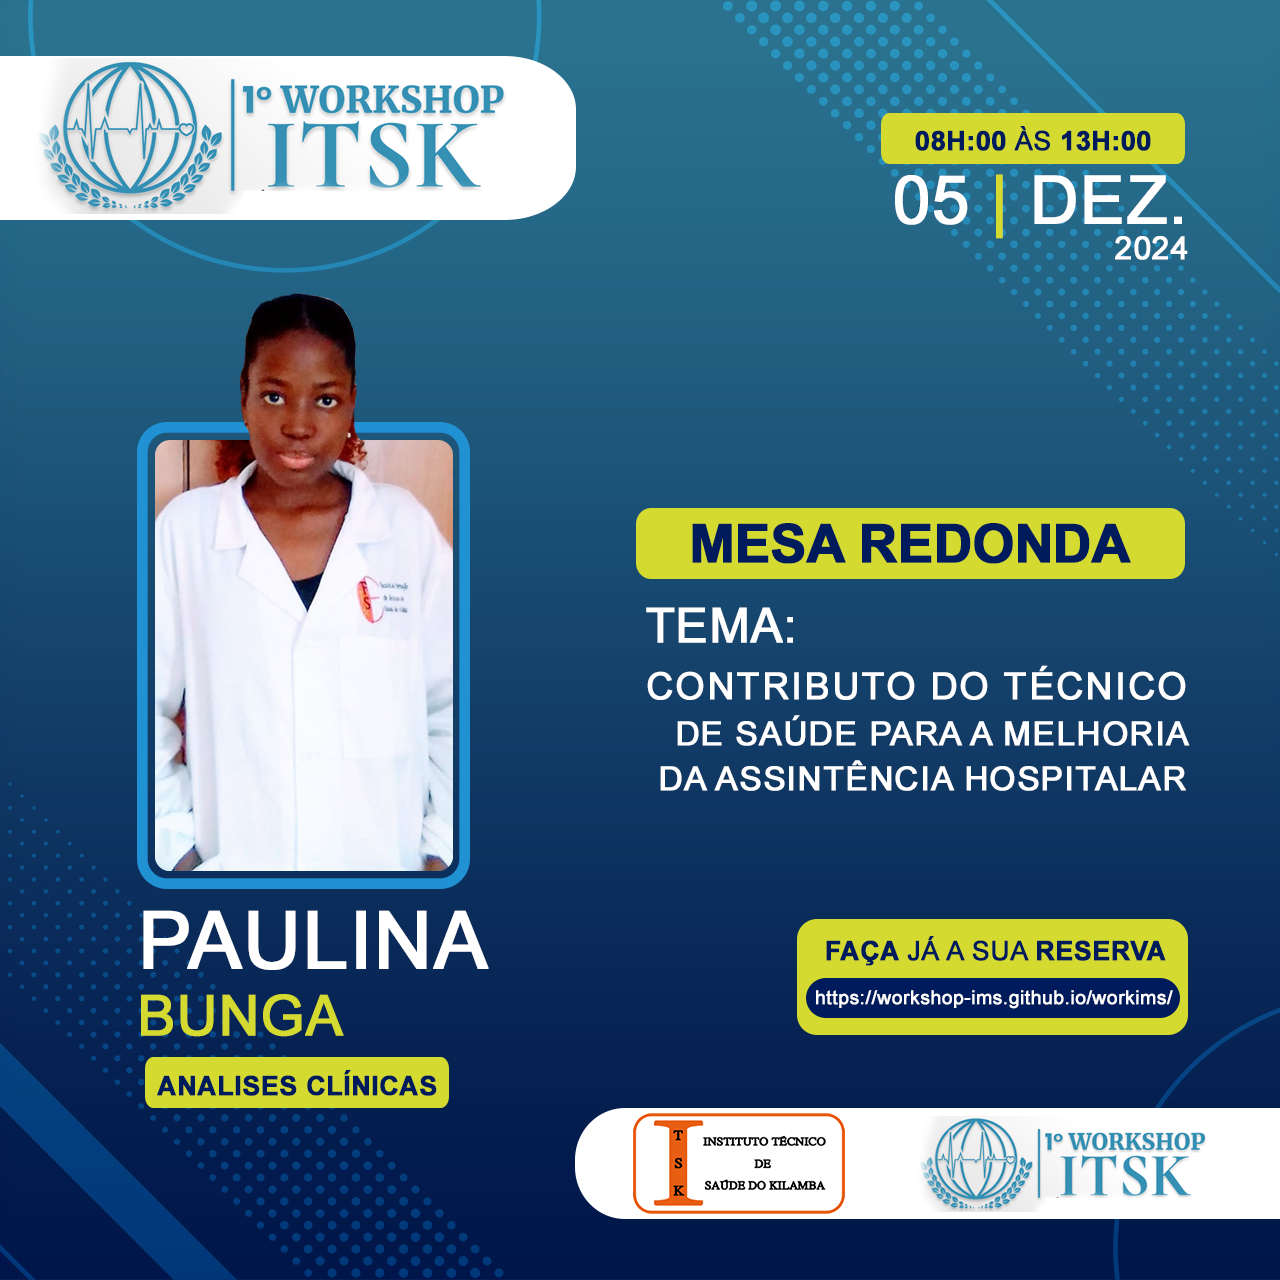 1º WORKSHOP
ITSK
08H:00 ÀS 13H:00
05 | DEZ.
2024
MESA REDONDA
TEMA:
CONTRIBUTO DO TÉCNICO
DE SAÚDE PARA A MELHORIA
DA ASSINTÊNCIA HOSPITALAR
PAULINA
BUNGA
ANALISES CLÍNICAS
FAÇA JÁ A SUA RESERVA
https://workshop-ims.github.io/workims/
ITSK
INSTITUTO TÉCNICO
DE
SAÚDE DO KILAMBA
1º WORKSHOP
ITSK